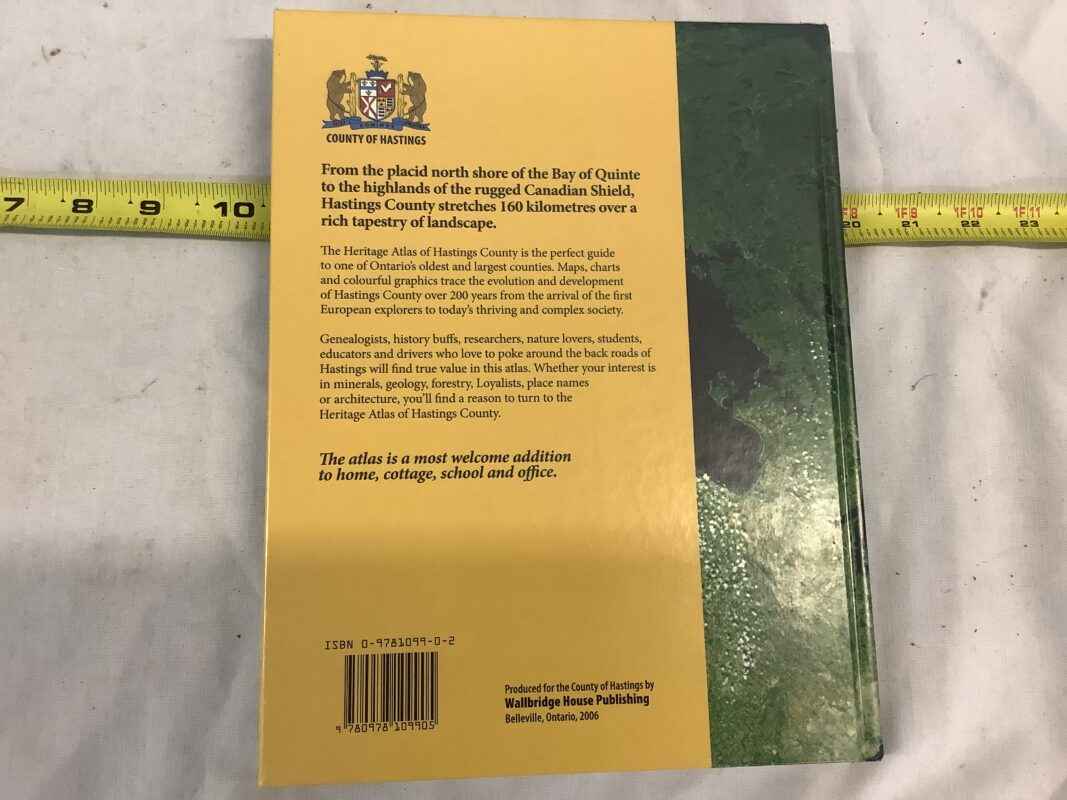 COUNTY OF HASTINGS
From the placid north shore of the Bay of Quinte
to the highlands of the rugged Canadian Shield,
Hastings County stretches 160 kilometres over a
rich tapestry of landscape.
The Heritage Atlas of Hastings County is the perfect guide
to one of Ontario's oldest and largest counties. Maps, charts
and colourful graphics trace the evolution and development
of Hastings County over 200 years from the arrival of the first
European explorers to today's thriving and complex society.
Genealogists, history buffs, researchers, nature lovers, students,
educators and drivers who love to poke around the back roads of
Hastings will find true value in this atlas. Whether your interest is
in minerals, geology, forestry, Loyalists, place names
or architecture, you'll find a reason to turn to the
Heritage Atlas of Hastings County.
The atlas is a most welcome addition
to home, cottage, school and office.
ISBN 0-9781099-0-2
9 780978 109905
Produced for the County of Hastings by
Wallbridge House Publishing
Belleville, Ontario, 2006
7 8 9 10
F8 1F9 1F10 1F11
20 21 22 23